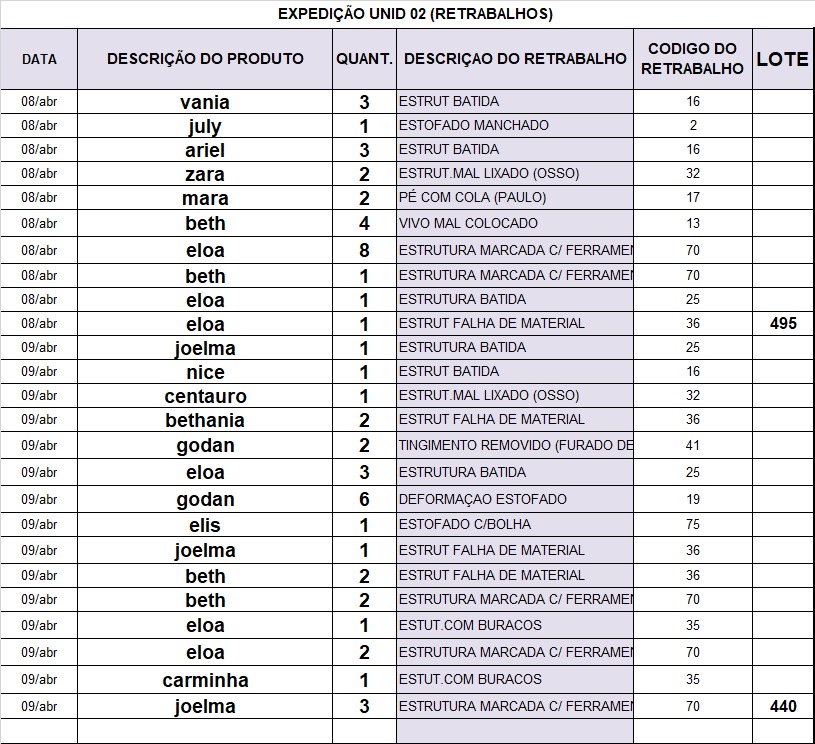 EXPEDIÇÃO UNID 02 (RETRABALHOS)
DATA DESCRIÇÃO DO PRODUTO QUANT. DESCRIÇAO DO RETRABALHO CODIGO DO RETRABALHO LOTE
08/abr vania 3 ESTRUT BATIDA 16
08/abr july 1 ESTOFADO MANCHADO 2
08/abr ariel 3 ESTRUT BATIDA 16
08/abr zara 2 ESTRUT.MAL LIXADO (OSSO) 32
08/abr mara 2 PÉ COM COLA (PAULO) 17
08/abr beth 4 VIVO MAL COLOCADO 13
08/abr eloa 8 ESTRUTURA MARCADA C/ FERRAMEN 70
08/abr beth 1 ESTRUTURA MARCADA C/ FERRAMEN 70
08/abr eloa 1 ESTRUTURA BATIDA 25
08/abr eloa 1 ESTRUT FALHA DE MATERIAL 36 495
09/abr joelma 1 ESTRUTURA BATIDA 25
09/abr nice 1 ESTRUT BATIDA 16
09/abr centauro 1 ESTRUT.MAL LIXADO (OSSO) 32
09/abr bethania 2 ESTRUT FALHA DE MATERIAL 36
09/abr godan 2 TINGIMENTO REMOVIDO (FURADO DE 41
09/abr eloa 3 ESTRUTURA BATIDA 25
09/abr godan 6 DEFORMAÇAO ESTOFADO 19
09/abr elis 1 ESTOFADO C/BOLHA 75
09/abr joelma 1 ESTRUT FALHA DE MATERIAL 36
09/abr beth 2 ESTRUT FALHA DE MATERIAL 36
09/abr beth 2 ESTRUTURA MARCADA C/ FERRAMEN 70
09/abr eloa 1 ESTUT.COM BURACOS 35
09/abr eloa 2 ESTRUTURA MARCADA C/ FERRAMEN 70
09/abr carminha 1 ESTUT.COM BURACOS 35
09/abr joelma 3 ESTRUTURA MARCADA C/ FERRAMEN 70 440